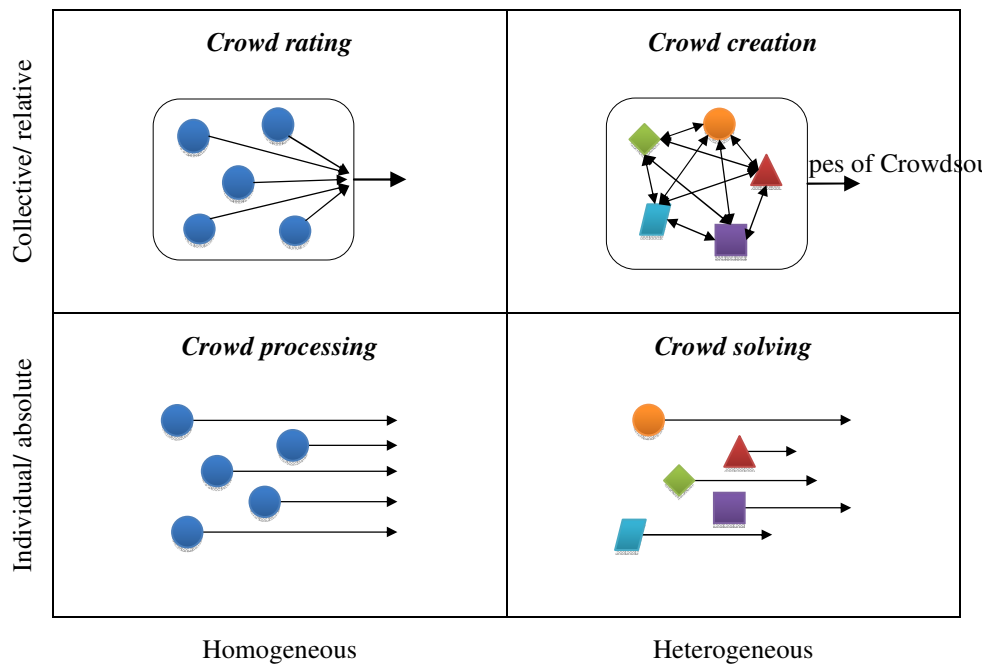 Crowd rating
Crowd creation
Collective/ relative
pes of Crowdsou
Crowd processing
Crowd solving
Individual/ absolute
Homogeneous
Heterogeneous